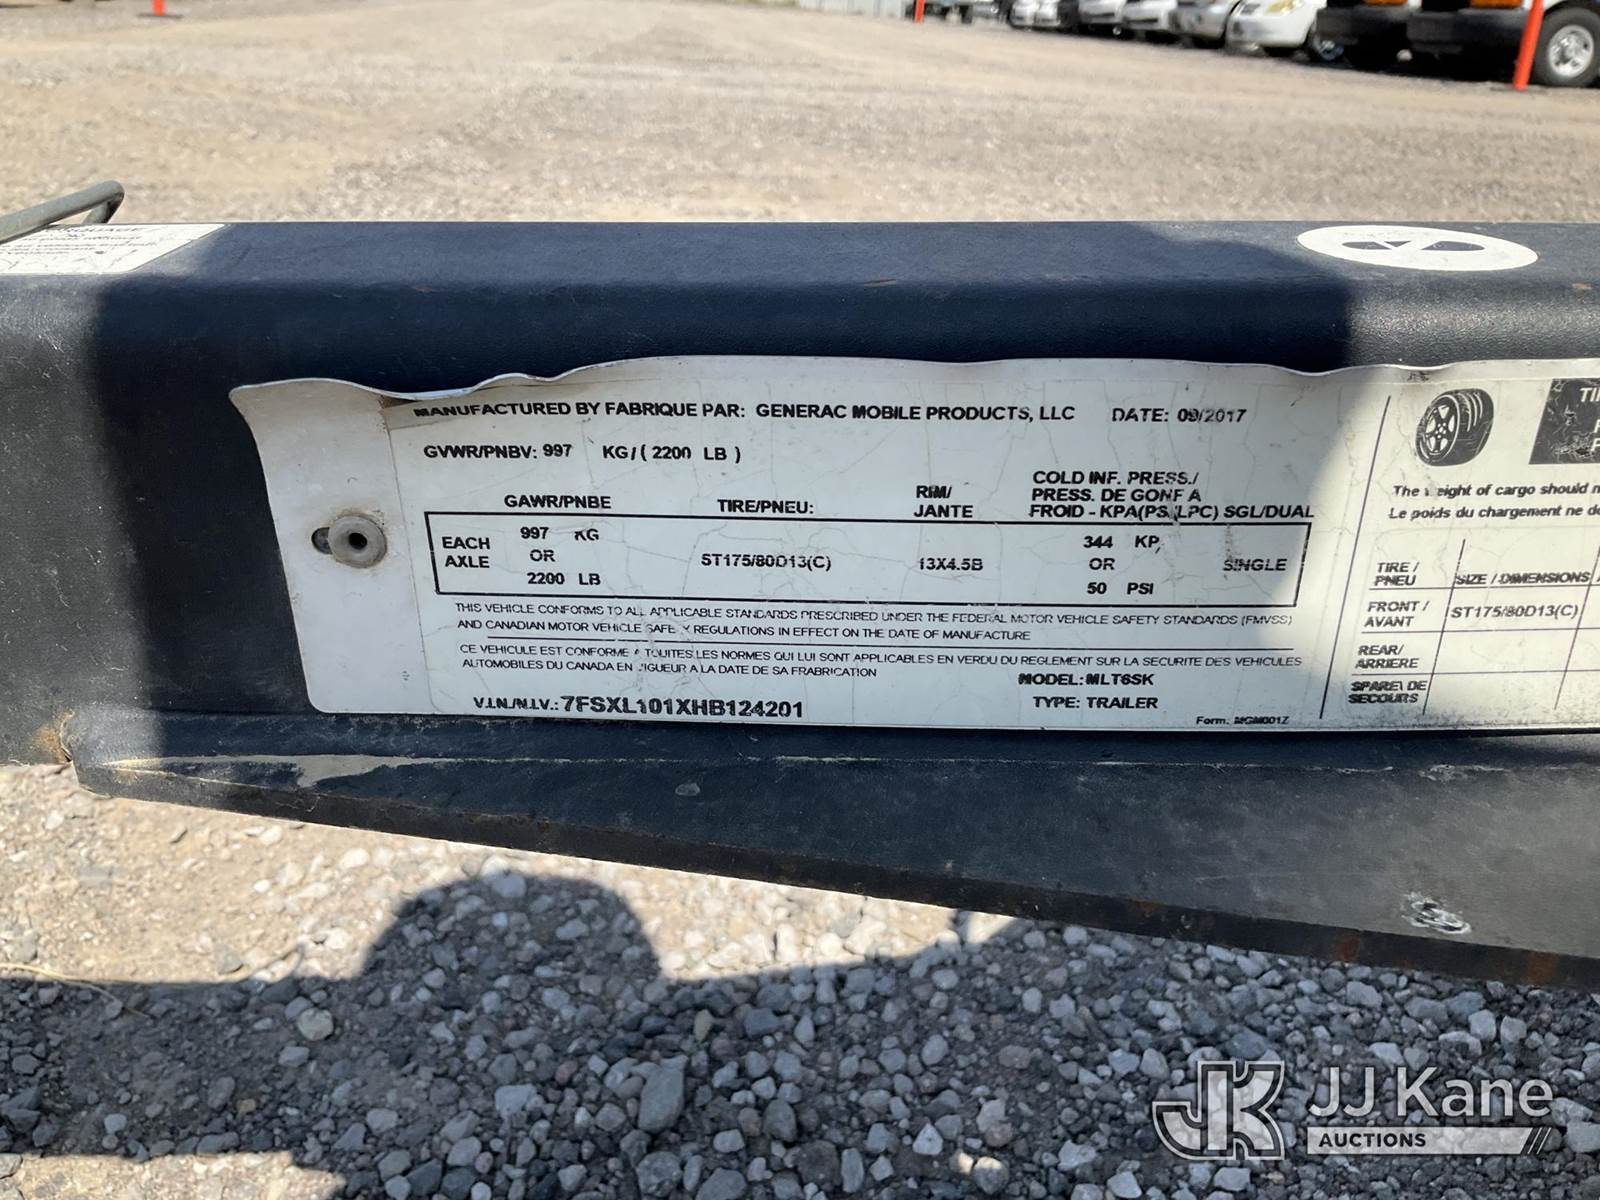 MANUFACTURED BY FABRIQUE PAR: GENERAC MOBILE PRODUCTS, LLC DATE: 09/2017
GVWR/PNBV: 997 KG/( 2200 LB )
GAWR/PNBE TIRE/PNEU: RIM/ JANTE COLD INF. PRESS./
PRESS. DE GONF A
FROID - KPA(PSI/LPC) SGL/DUAL
EACH AXLE 997 KG OR 2200 LB ST175/80D13(C) 13X4.5B 344 KP OR 50 PSI SINGLE
THIS VEHICLE CONFORMS TO ALL APPLICABLE STANDARDS PRESCRIBED UNDER THE FEDERAL MOTOR VEHICLE SAFETY STANDARDS (FMVSS)
AND CANADIAN MOTOR VEHICLE SAFETY REGULATIONS IN EFFECT ON THE DATE OF MANUFACTURE
CE VEHICULE EST CONFORME A TOUITES LES NORMES QUI LUI SONT APPLICABLES EN VERDU DU REGLEMENT SUR LA SECURITE DES VEHICULES
AUTOMOBILES DU CANADA EN VIGUEUR A LA DATE DE SA FRABRICATION
MODEL: MLT6SK
V.I.N./N.I.V.: 7FSXL101XHB124201 TYPE: TRAILER
Form: MGM001Z
The weight of cargo should
Le poids du chargement ne
TIRE / PNEU SIZE / DIMENSIONS
FRONT / AVANT ST175/80D13(C)
REAR/ ARRIERE
SPARE\ DE SECOURS
JK JJ Kane
AUCTIONS